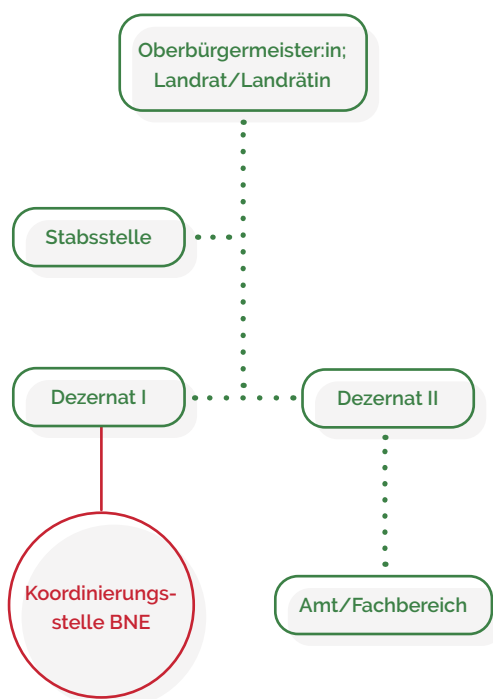 Oberbürgermeister:in;
Landrat/Landrätin
Stabsstelle
Dezernat I
Dezernat II
Koordinierungs-
stelle BNE
Amt/Fachbereich